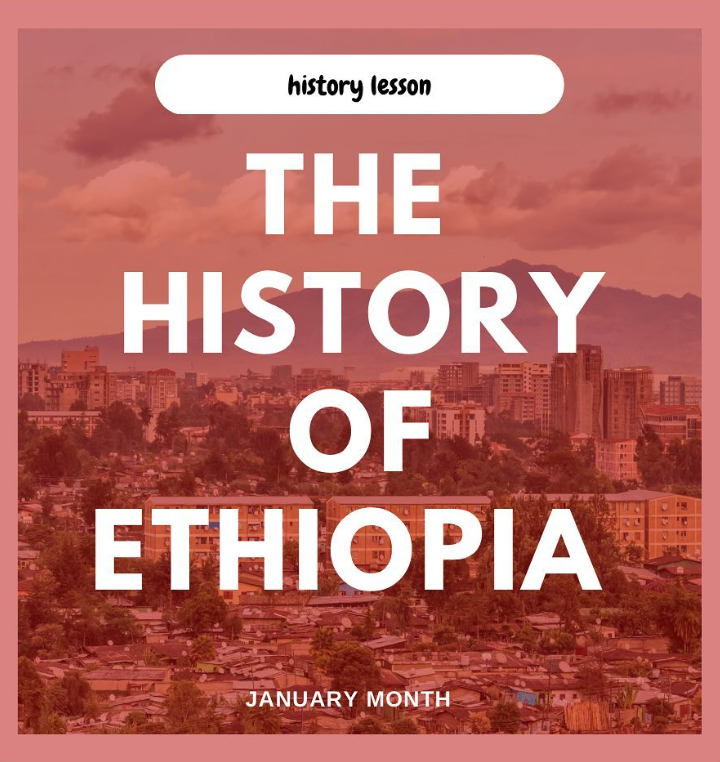 history lesson
THE
HISTORY
OF
ETHIOPIA
JANUARY MONTH